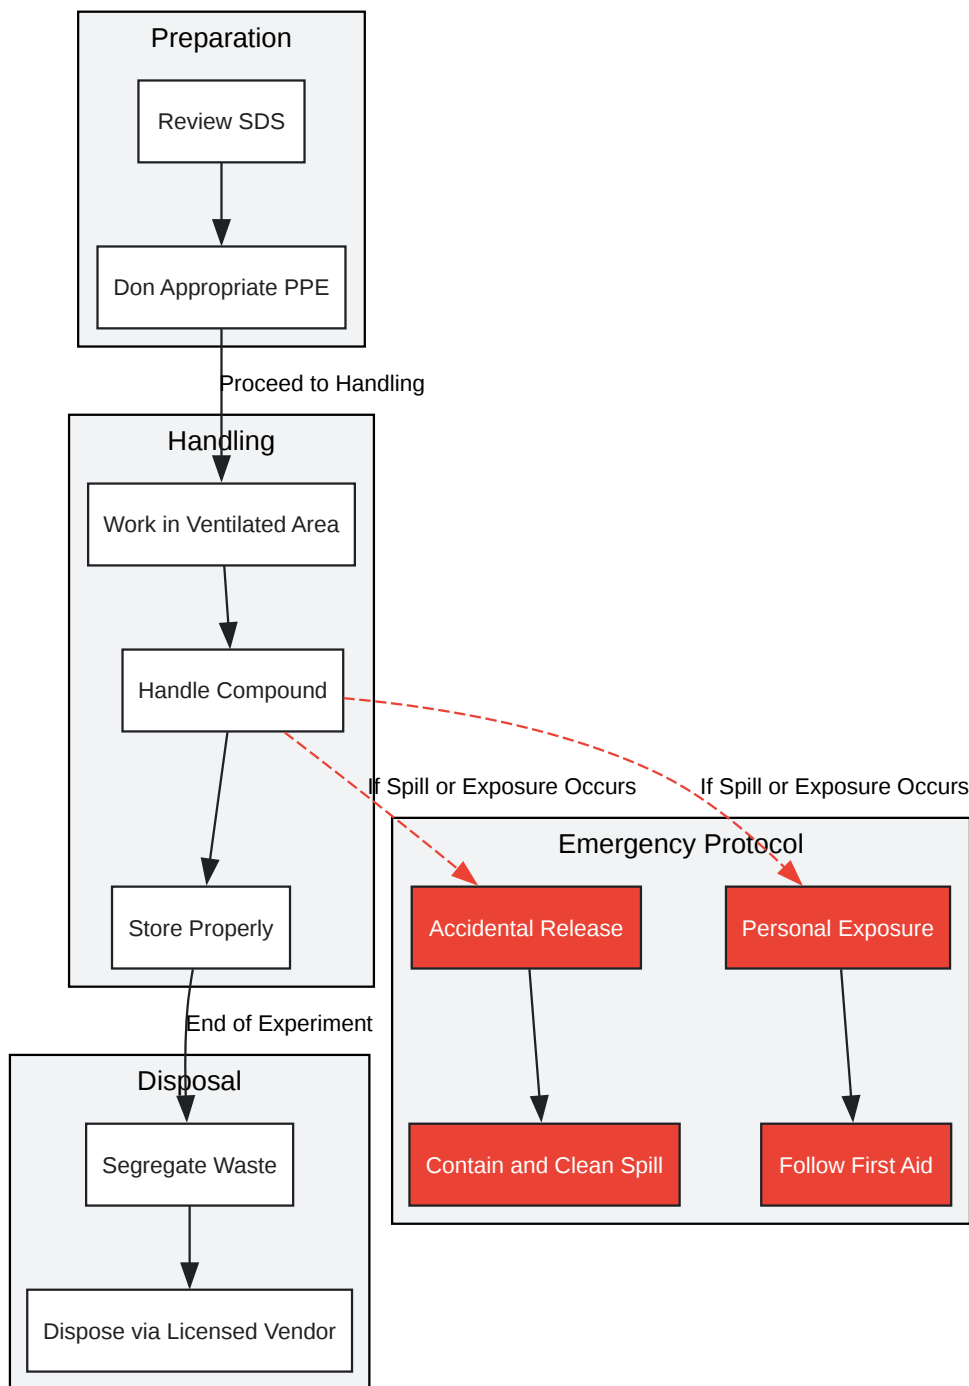 Preparation
Review SDS
Don Appropriate PPE
Proceed to Handling
Handling
Work in Ventilated Area
Handle Compound
If Spill or Exposure Occurs
If Spill or Exposure Occurs
Emergency Protocol
Store Properly
Accidental Release
Personal Exposure
End of Experiment
Disposal
Segregate Waste
Contain and Clean Spill
Follow First Aid
Dispose via Licensed Vendor